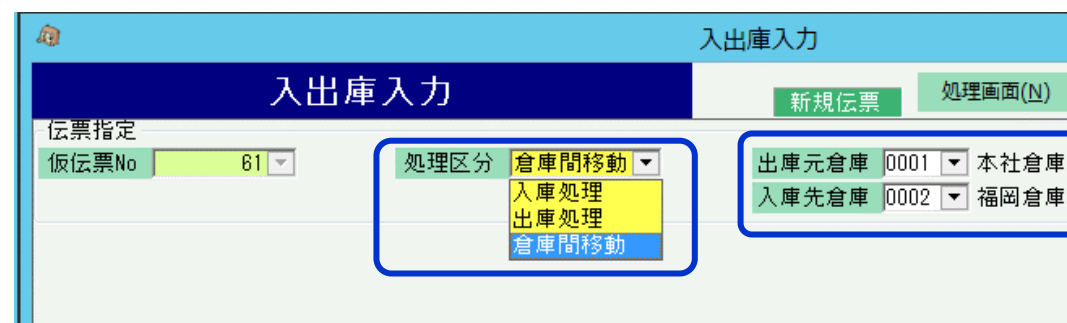 入出庫入力
入出庫入力
新規伝票
処理画面(N)
伝票指定
仮伝票No 61
処理区分 倉庫間移動
入庫処理
出庫処理
倉庫間移動
出庫元倉庫 0001 本社倉庫
入庫先倉庫 0002 福岡倉庫